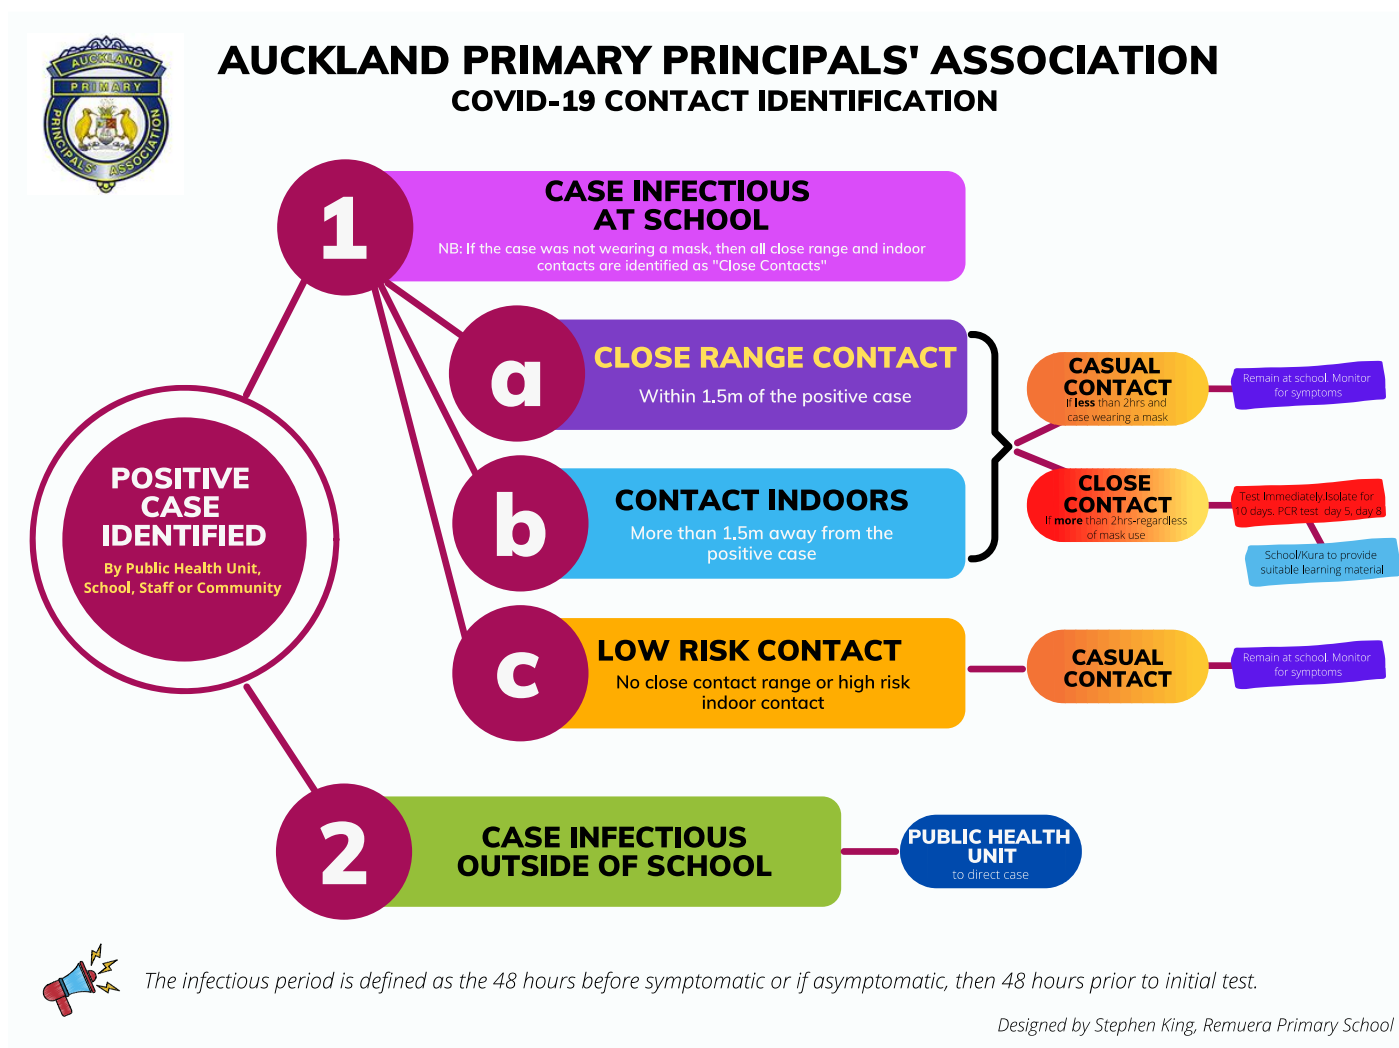 AUCKLAND
PRIMARY
PRINCIPALS' ASSOCIATION
AUCKLAND PRIMARY PRINCIPALS' ASSOCIATION
COVID-19 CONTACT IDENTIFICATION
1
CASE INFECTIOUS
AT SCHOOL
NB: If the case was not wearing a mask, then all close range and indoor
contacts are identified as "Close Contacts"
a
CLOSE RANGE CONTACT
Within 1.5m of the positive case
CASUAL
CONTACT
If less than 2hrs and
case wearing a mask
Remain at school. Monitor
for symptoms
POSITIVE
CASE
IDENTIFIED
By Public Health Unit,
School, Staff or Community
b
CONTACT INDOORS
More than 1.5m away from the
positive case
CLOSE
CONTACT
If more than 2hrs-regardless
of mask use
Test Immediately.Isolate for
10 days. PCR test day 5, day 8
School/Kura to provide
suitable learning material
c
LOW RISK CONTACT
No close contact range or high risk
indoor contact
CASUAL
CONTACT
Remain at school. Monitor
for symptoms
2
CASE INFECTIOUS
OUTSIDE OF SCHOOL
PUBLIC HEALTH
UNIT
to direct case
The infectious period is defined as the 48 hours before symptomatic or if asymptomatic, then 48 hours prior to initial test.
Designed by Stephen King, Remuera Primary School